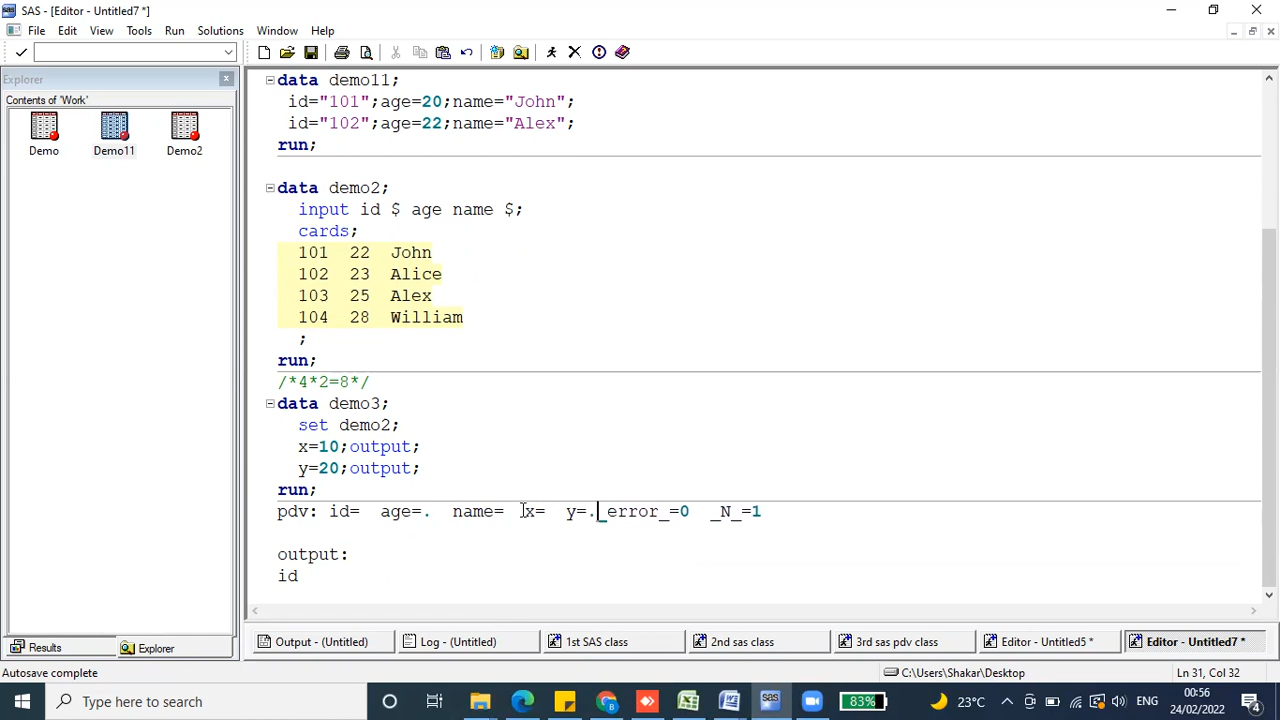 SAS - [Editor - Untitled7 *]
File Edit View Tools Run Solutions Window Help
Explorer
Contents of 'Work'
Demo Demo11 Demo2
data demo11;
id="101";age=20;name="John";
id="102";age=22;name="Alex";
run;
data demo2;
input id $ age name $;
cards;
101 22 John
102 23 Alice
103 25 Alex
104 28 William
;
run;
/*4*2=8*/
data demo3;
set demo2;
x=10;output;
y=20;output;
run;
pdv: id= age=. name= x= y=._error_=0 _N_=1
output:
id
Results Explorer
Output - (Untitled) Log - (Untitled) 1st SAS class 2nd sas class 3rd sas pdv class Editor - Untitled5 * Editor - Untitled7 *
Autosave complete C:\Users\Shakar\Desktop Ln 31, Col 32
Type here to search 83% 23°C ENG 00:56
24/02/2022 4